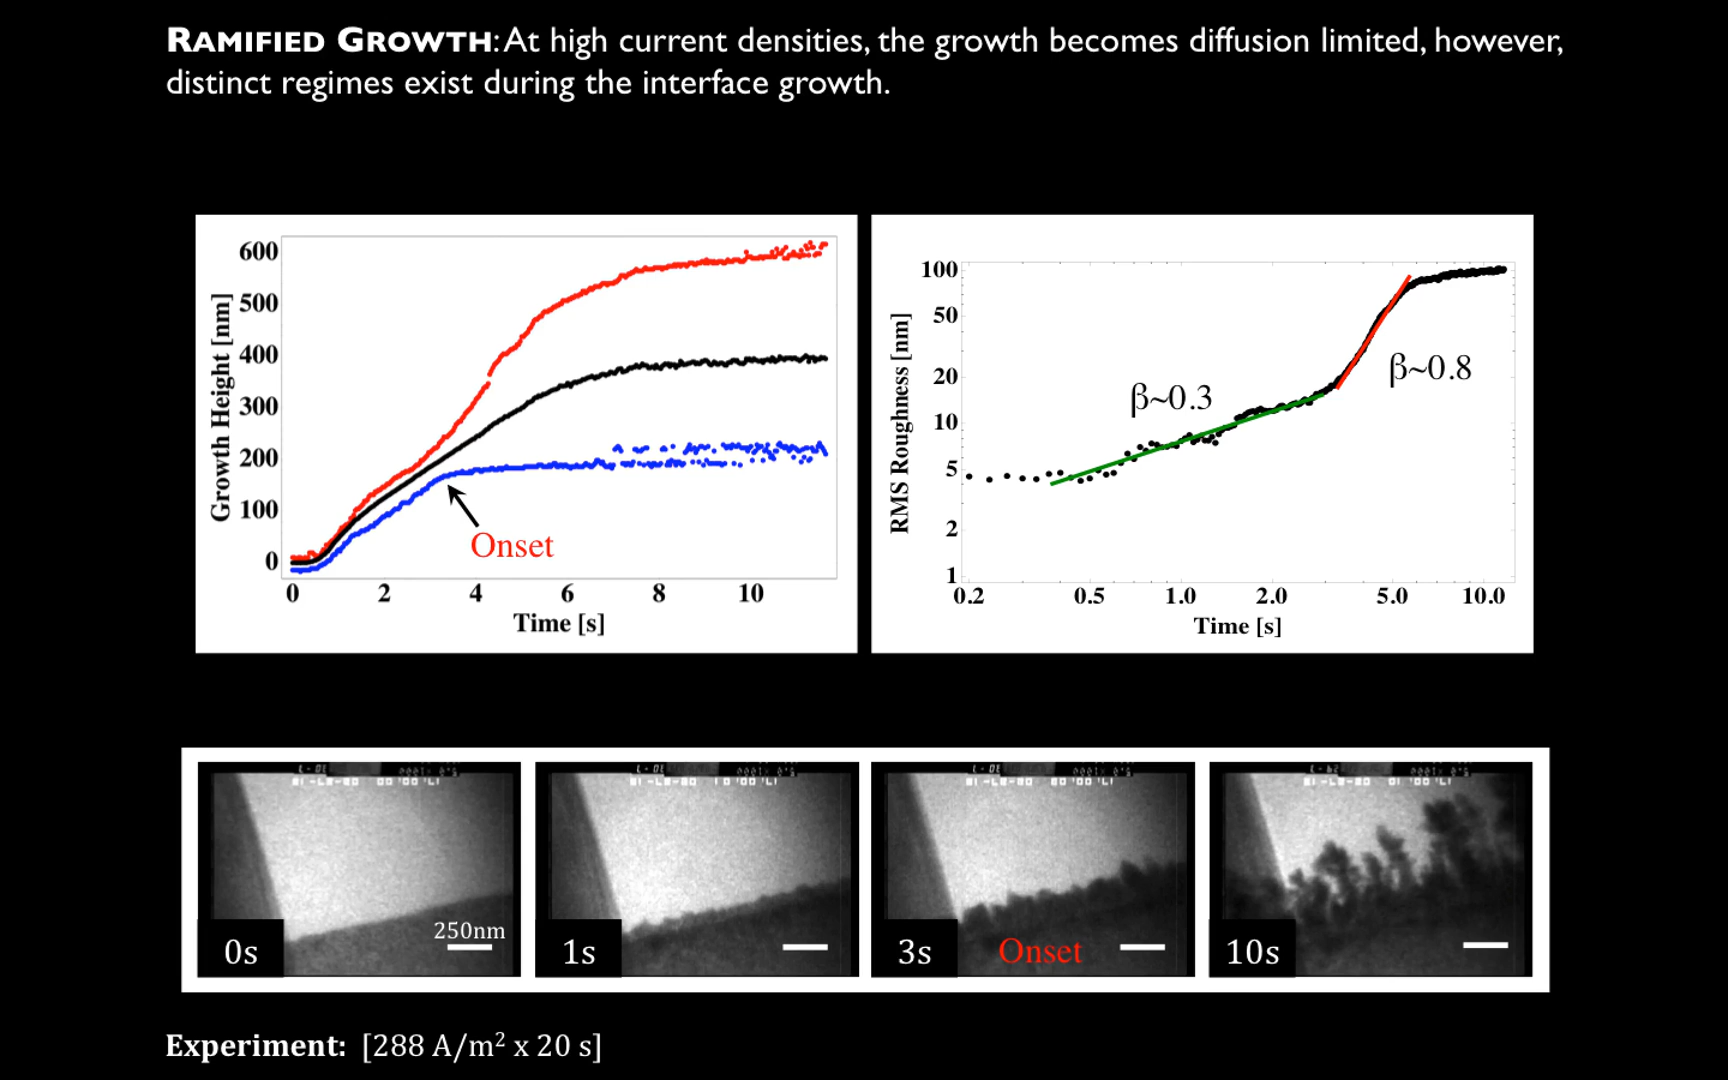 RAMIFIED GROWTH: At high current densities, the growth becomes diffusion limited, however,
distinct regimes exist during the interface growth.
600
500
400
300
200
100
0
Growth Height [nm]
Onset
0 2 4 6 8 10
Time [s]
100
50
20
10
5
2
1
RMS Roughness [nm]
β~0.3
β~0.8
0.2 0.5 1.0 2.0 5.0 10.0
Time [s]
0s
250nm
1s
3s
Onset
10s
Experiment: [288 A/m² x 20 s]